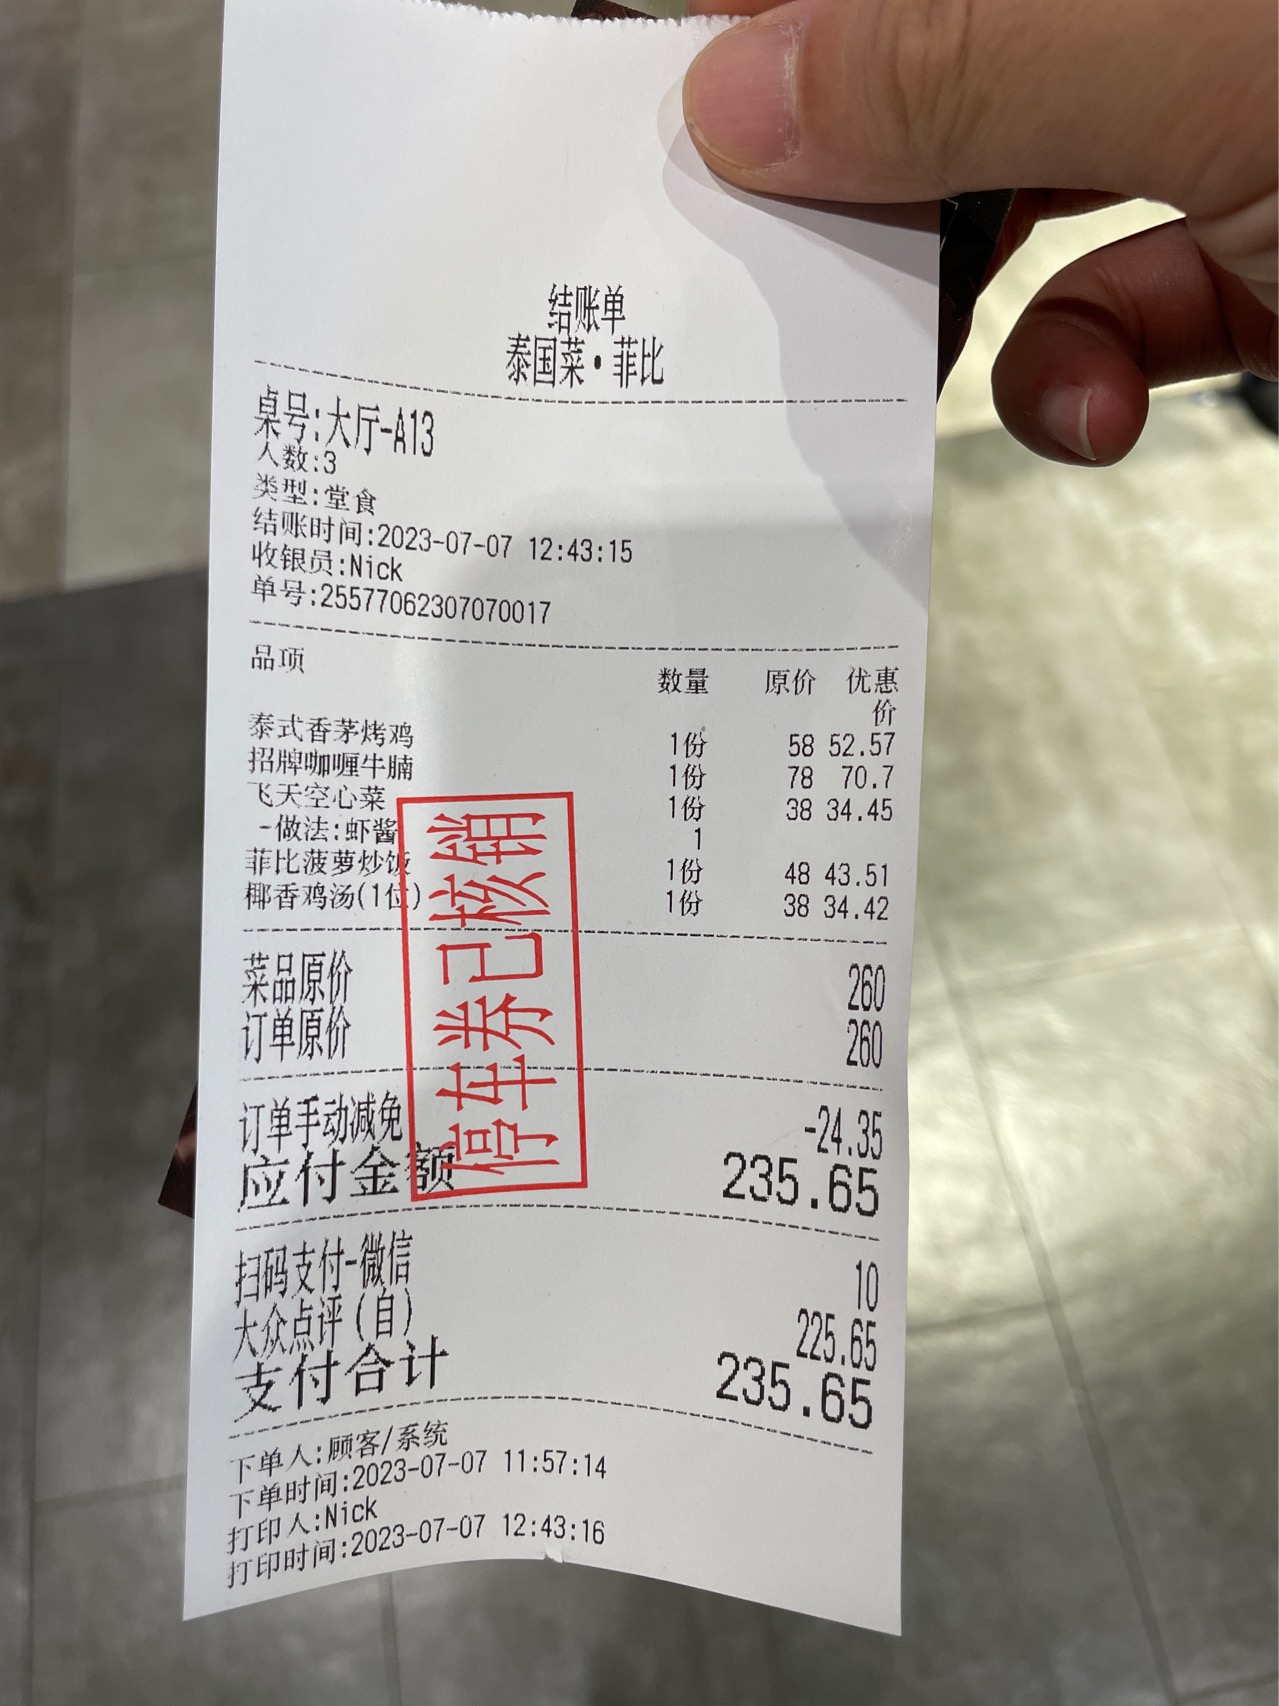 结账单
泰国菜·菲比
桌号:大厅-A13
人数:3
类型:堂食
结账时间:2023-07-07 12:43:15
收银员:Nick
单号:25577062307070017
品项 数量 原价 优惠价
泰式香茅烤鸡 1份 58 52.57
招牌咖喱牛腩 1份 78 70.7
飞天空心菜 1份 38 34.45
-做法:虾酱 1
菲比菠萝炒饭 1份 48 43.51
椰香鸡汤(1位) 1份 38 34.42
菜品原价 260
订单原价 260
订单手动减免 -24.35
应付金额 235.65
扫码支付-微信 10
大众点评(自) 225.65
支付合计 235.65
下单人:顾客/系统
下单时间:2023-07-07 11:57:14
打印人:Nick
打印时间:2023-07-07 12:43:16
停车券已核销